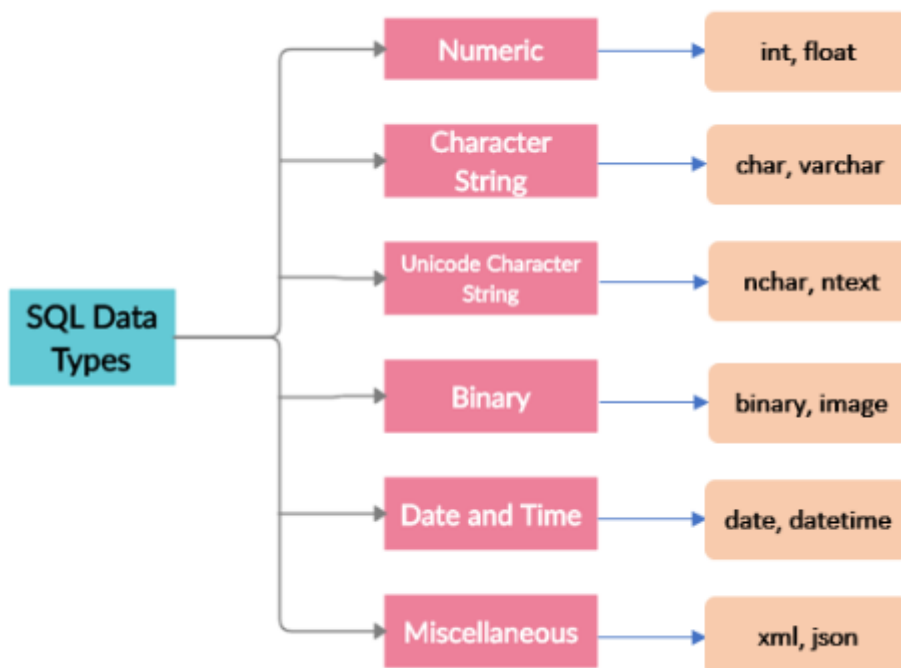 Numeric
int, float
Character
String
char, varchar
Unicode Character
String
nchar, ntext
SQL Data
Types
Binary
binary, image
Date and Time
date, datetime
Miscellaneous
xml, json